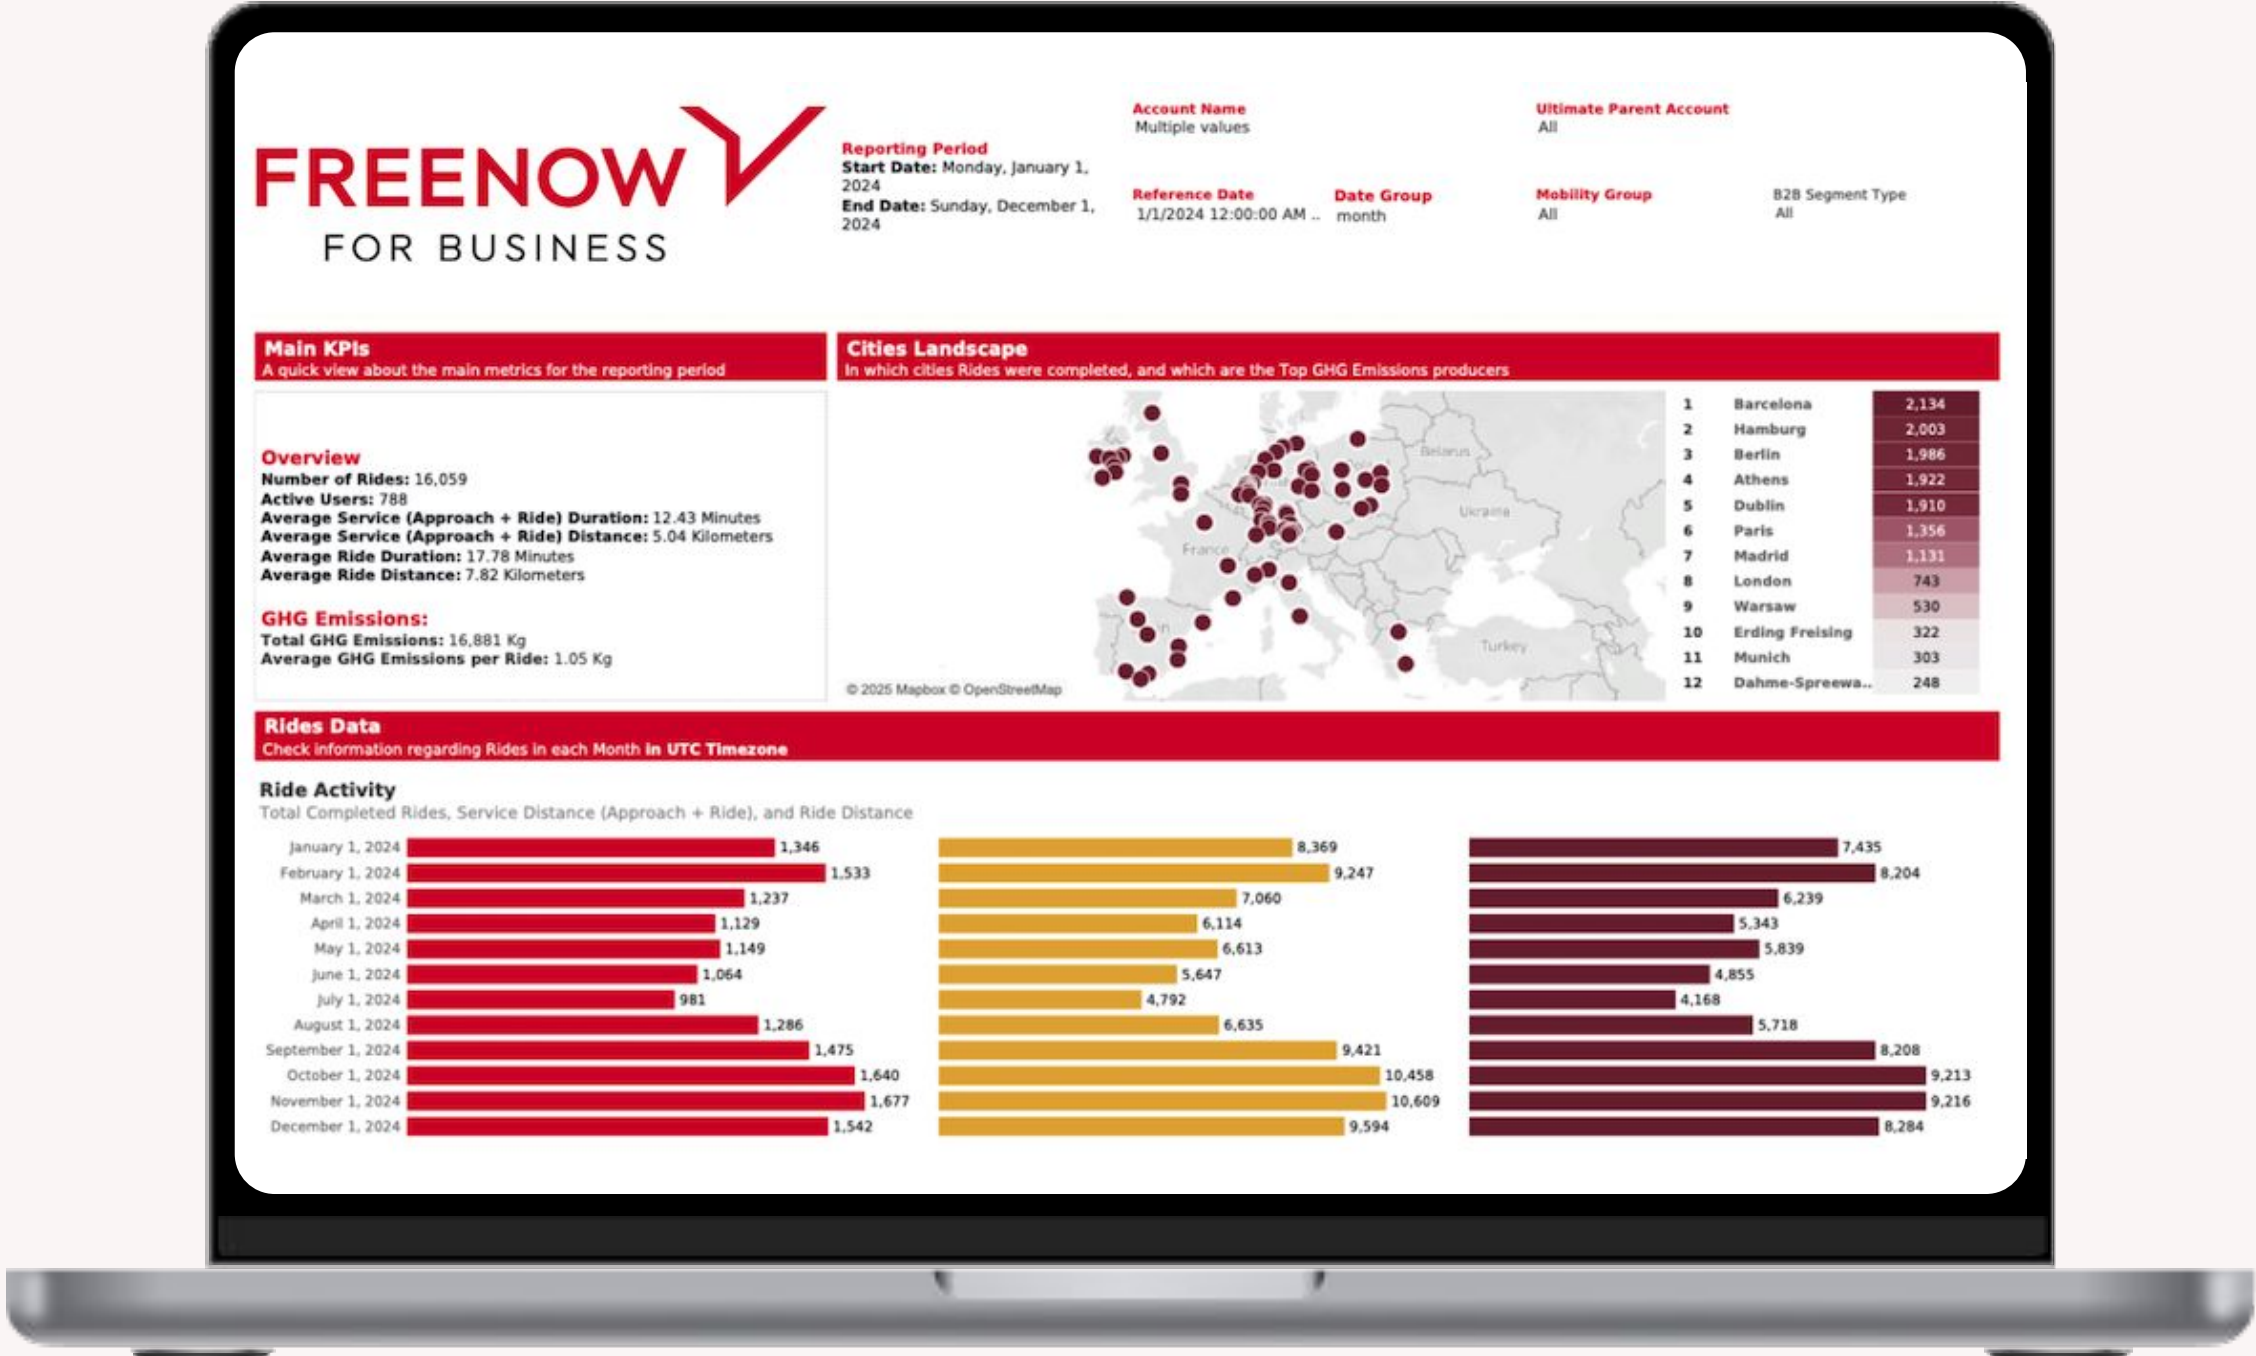 FREENOW
FOR BUSINESS
Reporting Period
Start Date: Monday, January 1,
2024
End Date: Sunday, December 1,
2024
Account Name
Multiple values
Ultimate Parent Account
All
Reference Date
1/1/2024 12:00:00 AM ..
Date Group
month
Mobility Group
All
B2B Segment Type
All
Main KPIs
A quick view about the main metrics for the reporting period
Overview
Number of Rides: 16,059
Active Users: 788
Average Service (Approach + Ride) Duration: 12.43 Minutes
Average Service (Approach + Ride) Distance: 5.04 Kilometers
Average Ride Duration: 17.78 Minutes
Average Ride Distance: 7.82 Kilometers
GHG Emissions:
Total GHG Emissions: 16,881 Kg
Average GHG Emissions per Ride: 1.05 Kg
Cities Landscape
In which cities Rides were completed, and which are the Top GHG Emissions producers
Belarus
Ukraine
France
Turkey
© 2025 Mapbox © OpenStreetMap
1 Barcelona 2,134
2 Hamburg 2,003
3 Berlin 1,986
4 Athens 1,922
5 Dublin 1,910
6 Paris 1,356
7 Madrid 1,131
8 London 743
9 Warsaw 530
10 Erding Freising 322
11 Munich 303
12 Dahme-Spreewa.. 248
Rides Data
Check information regarding Rides in each Month in UTC Timezone
Ride Activity
Total Completed Rides, Service Distance (Approach + Ride), and Ride Distance
January 1, 2024 1,346 8,369 7,435
February 1, 2024 1,533 9,247 8,204
March 1, 2024 1,237 7,060 6,239
April 1, 2024 1,129 6,114 5,343
May 1, 2024 1,149 6,613 5,839
June 1, 2024 1,064 5,647 4,855
July 1, 2024 981 4,792 4,168
August 1, 2024 1,286 6,635 5,718
September 1, 2024 1,475 9,421 8,208
October 1, 2024 1,640 10,458 9,213
November 1, 2024 1,677 10,609 9,216
December 1, 2024 1,542 9,594 8,284